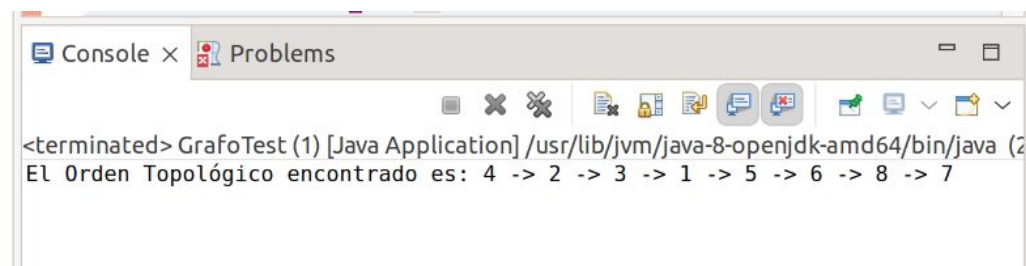 Console Problems
<terminated> GrafoTest (1) [Java Application] /usr/lib/jvm/java-8-openjdk-amd64/bin/java (2
El Orden Topológico encontrado es: 4 -> 2 -> 3 -> 1 -> 5 -> 6 -> 8 -> 7